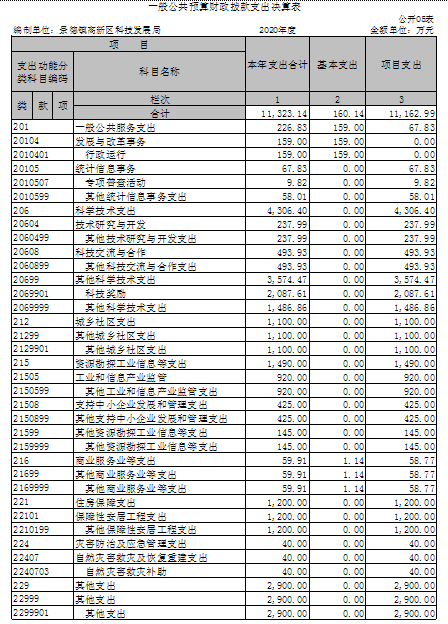 一般公共预算财政拨款支出决算表
公开05表
编制单位：景德镇高新区科技发展局 2020年度 金额单位：万元
项 目 本年支出合计 基本支出 项目支出
支出功能分类科目编码 科目名称
类 款 项 栏次 1 2 3
合计 11,323.14 160.14 11,162.99
201 一般公共服务支出 226.83 159.00 67.83
20104 发展与改革事务 159.00 159.00 0.00
2010401 行政运行 159.00 159.00 0.00
20105 统计信息事务 67.83 0.00 67.83
2010507 专项普查活动 9.82 0.00 9.82
2010599 其他统计信息事务支出 58.01 0.00 58.01
206 科学技术支出 4,306.40 0.00 4,306.40
20604 技术研究与开发 237.99 0.00 237.99
2060499 其他技术研究与开发支出 237.99 0.00 237.99
20608 科技交流与合作 493.93 0.00 493.93
2060899 其他科技交流与合作支出 493.93 0.00 493.93
20699 其他科学技术支出 3,574.47 0.00 3,574.47
2069901 科技奖励 2,087.61 0.00 2,087.61
2069999 其他科学技术支出 1,486.86 0.00 1,486.86
212 城乡社区支出 1,100.00 0.00 1,100.00
21299 其他城乡社区支出 1,100.00 0.00 1,100.00
2129901 其他城乡社区支出 1,100.00 0.00 1,100.00
215 资源勘探工业信息等支出 1,490.00 0.00 1,490.00
21505 工业和信息产业监管 920.00 0.00 920.00
2150599 其他工业和信息产业监管支出 920.00 0.00 920.00
21508 支持中小企业发展和管理支出 425.00 0.00 425.00
2150899 其他支持中小企业发展和管理支出 425.00 0.00 425.00
21599 其他资源勘探工业信息等支出 145.00 0.00 145.00
2159999 其他资源勘探工业信息等支出 145.00 0.00 145.00
216 商业服务业等支出 59.91 1.14 58.77
21699 其他商业服务业等支出 59.91 1.14 58.77
2169999 其他商业服务业等支出 59.91 1.14 58.77
221 住房保障支出 1,200.00 0.00 1,200.00
22101 保障性安居工程支出 1,200.00 0.00 1,200.00
2210199 其他保障性安居工程支出 1,200.00 0.00 1,200.00
224 灾害防治及应急管理支出 40.00 0.00 40.00
22407 自然灾害救灾及恢复重建支出 40.00 0.00 40.00
2240703 自然灾害救灾补助 40.00 0.00 40.00
229 其他支出 2,900.00 0.00 2,900.00
22999 其他支出 2,900.00 0.00 2,900.00
2299901 其他支出 2,900.00 0.00 2,900.00